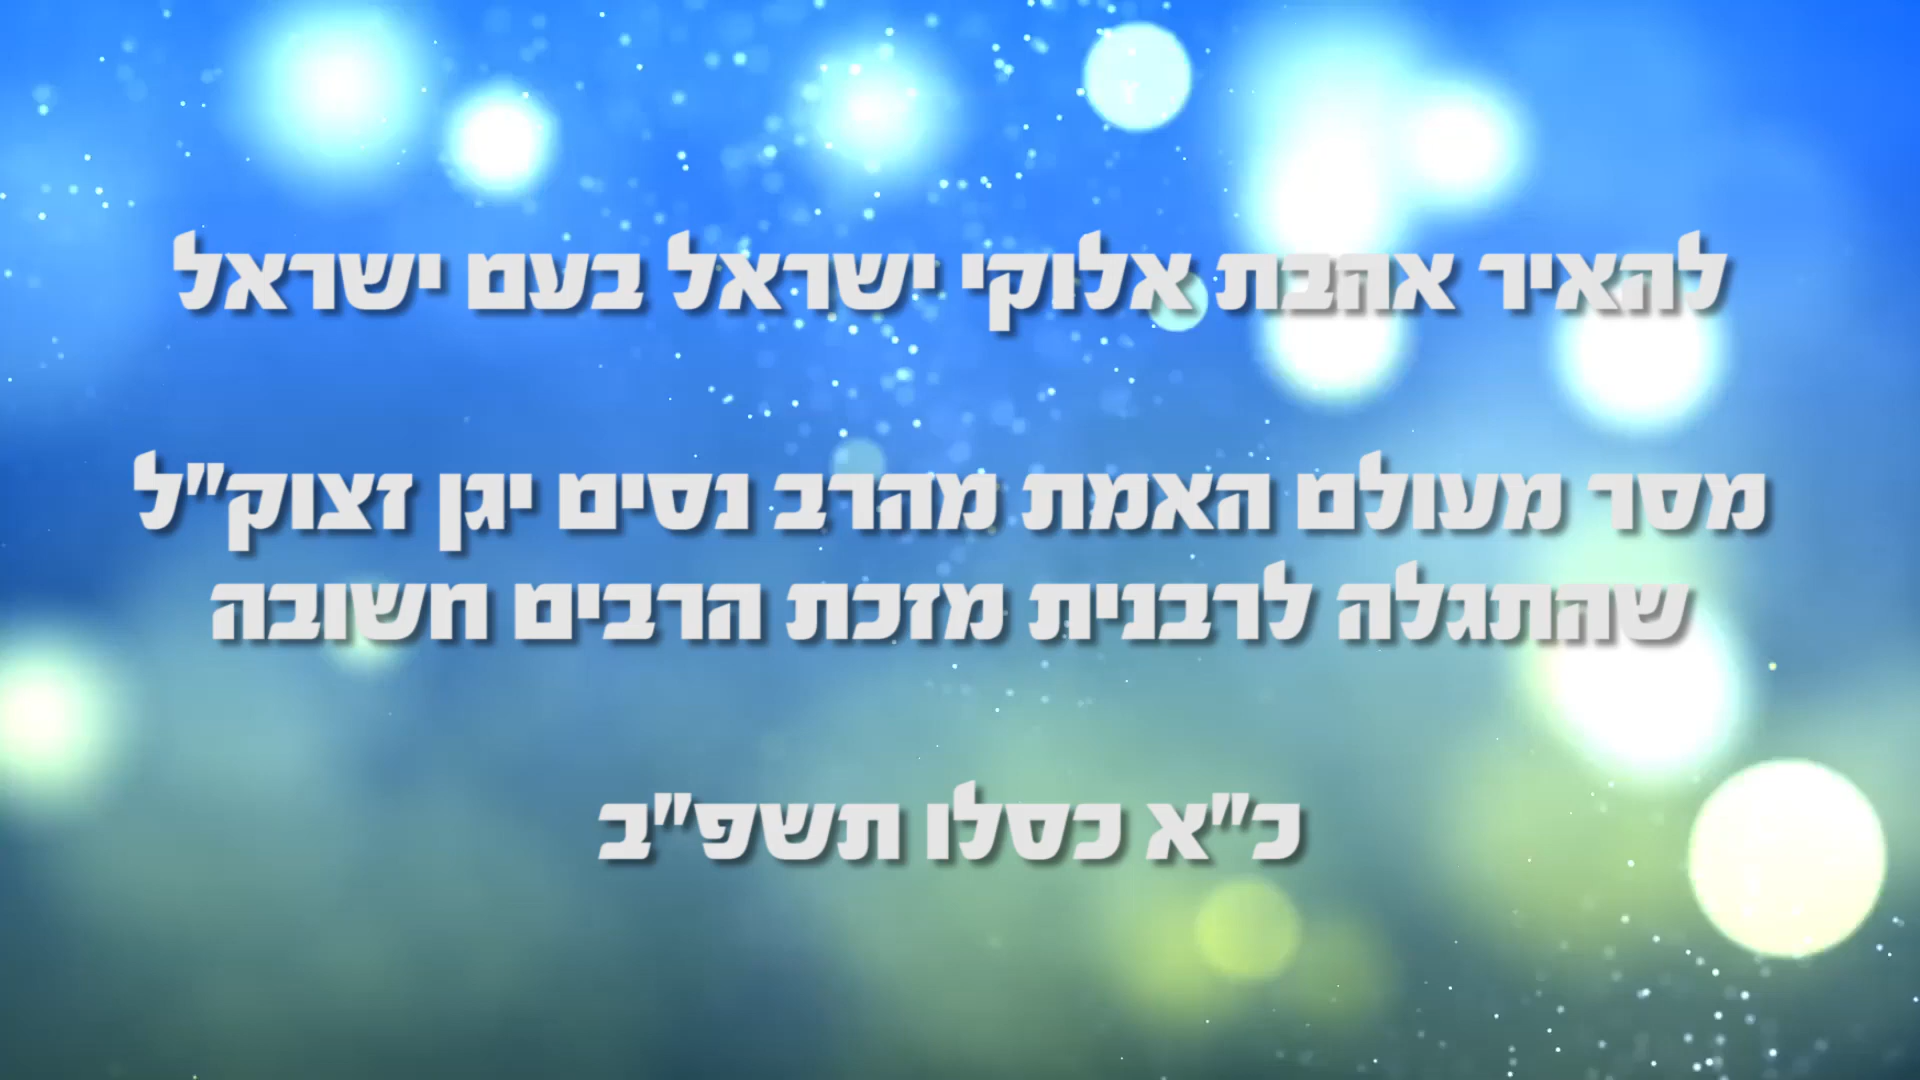 להאיר אהבת אלוקי ישראל בעם ישראל
מסר מעולם האמת מהרב נסים יגן זצוק"ל
שהתגלה לרבנית מזכת הרבים חשובה
כ"א כסלו תשפ"ב